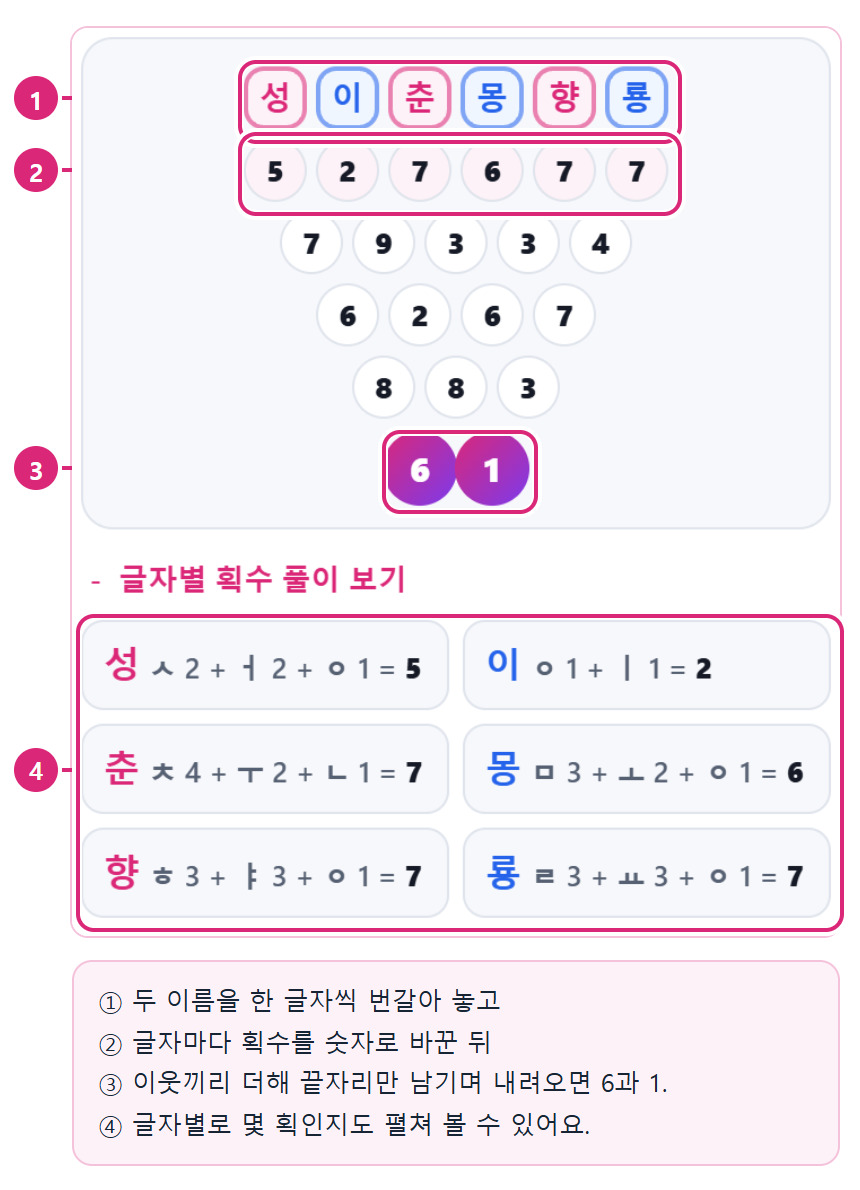 1 성 이 춘 몽 향 룡
2 5 2 7 6 7 7
7 9 3 3 4
6 2 6 7
8 8 3
3 6 1
- 글자별 획수 풀이 보기
성 ㅅ 2 + ㅓ 2 + ㅇ 1 = 5
이 ㅇ 1 + ㅣ 1 = 2
4
춘 ㅊ 4 + ㅜ 2 + ㄴ 1 = 7
몽 ㅁ 3 + ㅗ 2 + ㅇ 1 = 6
향 ㅎ 3 + ㅑ 3 + ㅇ 1 = 7
룡 ㄹ 3 + ㅛ 3 + ㅇ 1 = 7
① 두 이름을 한 글자씩 번갈아 놓고
② 글자마다 획수를 숫자로 바꾼 뒤
③ 이웃끼리 더해 끝자리만 남기며 내려오면 6과 1.
④ 글자별로 몇 획인지도 펼쳐 볼 수 있어요.